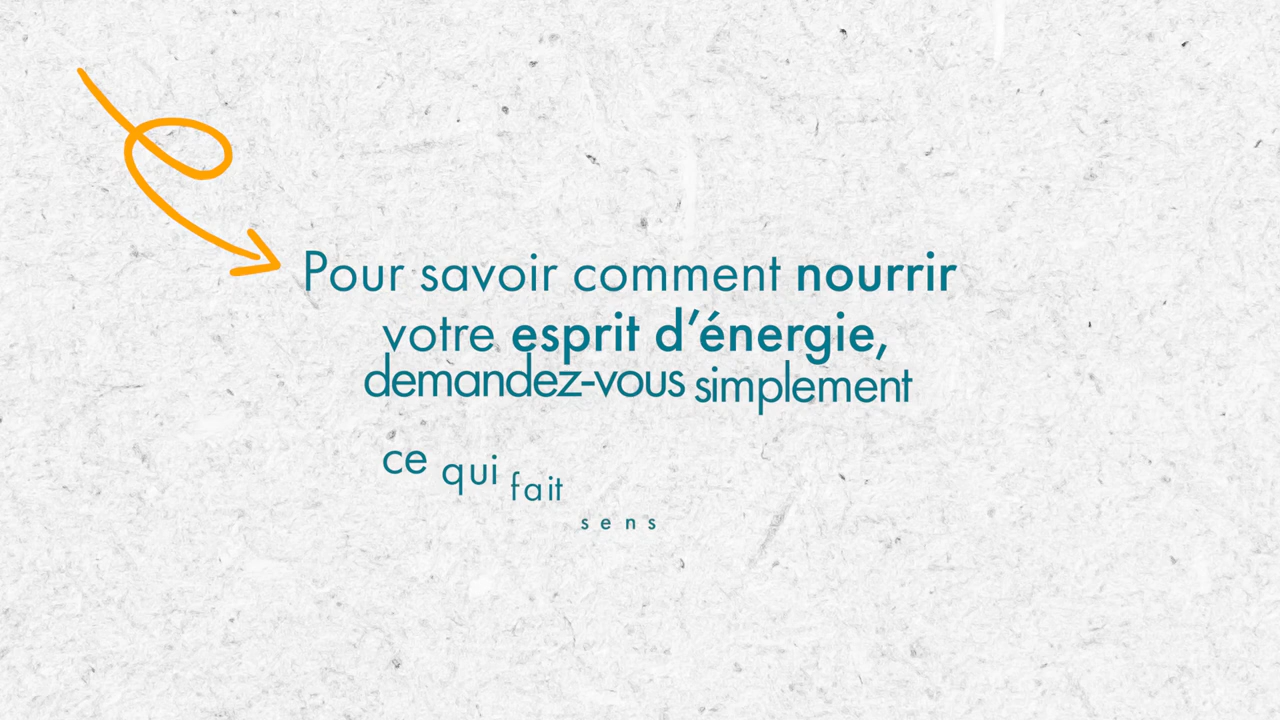 Pour savoir comment nourrir
votre esprit d’énergie,
demandez-vous simplement
ce qui fait sens